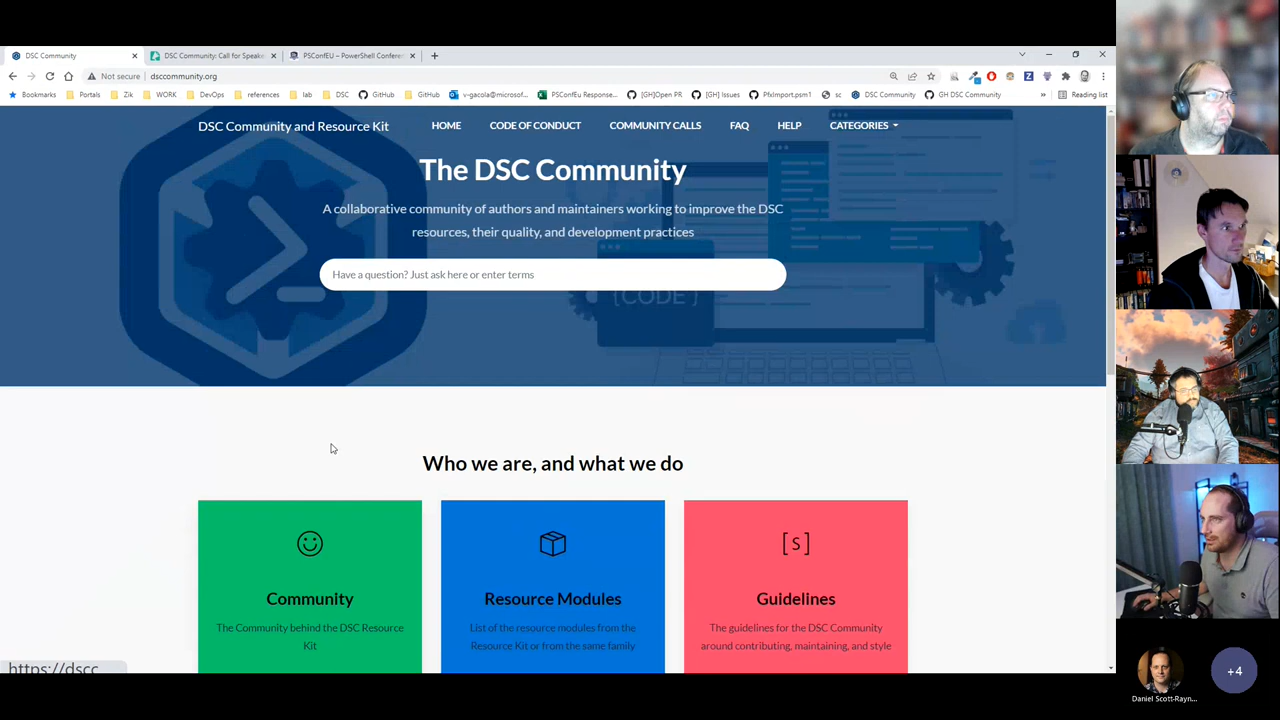 DSC Community
DSC Community: Call for Speake
PSConfEU – PowerShell Conferen
Not secure
dsccommunity.org
Bookmarks
Portals
Zik
WORK
DevOps
references
lab
DSC
GitHub
GitHub
v-gacola@microsof...
PSConfEu Response...
[GH]Open PR
[GH] Issues
PfxImport.psm1
sc
DSC Community
GH DSC Community
Reading list
DSC Community and Resource Kit
HOME
CODE OF CONDUCT
COMMUNITY CALLS
FAQ
HELP
CATEGORIES
The DSC Community
A collaborative community of authors and maintainers working to improve the DSC
resources, their quality, and development practices
Have a question? Just ask here or enter terms
{CODE}
Who we are, and what we do
[S]
Community
Resource Modules
Guidelines
The Community behind the DSC Resource
Kit
List of the resource modules from the
Resource Kit or from the same family
The guidelines for the DSC Community
around contributing, maintaining, and style
https://dscc
Daniel Scott-Rayn...
+4